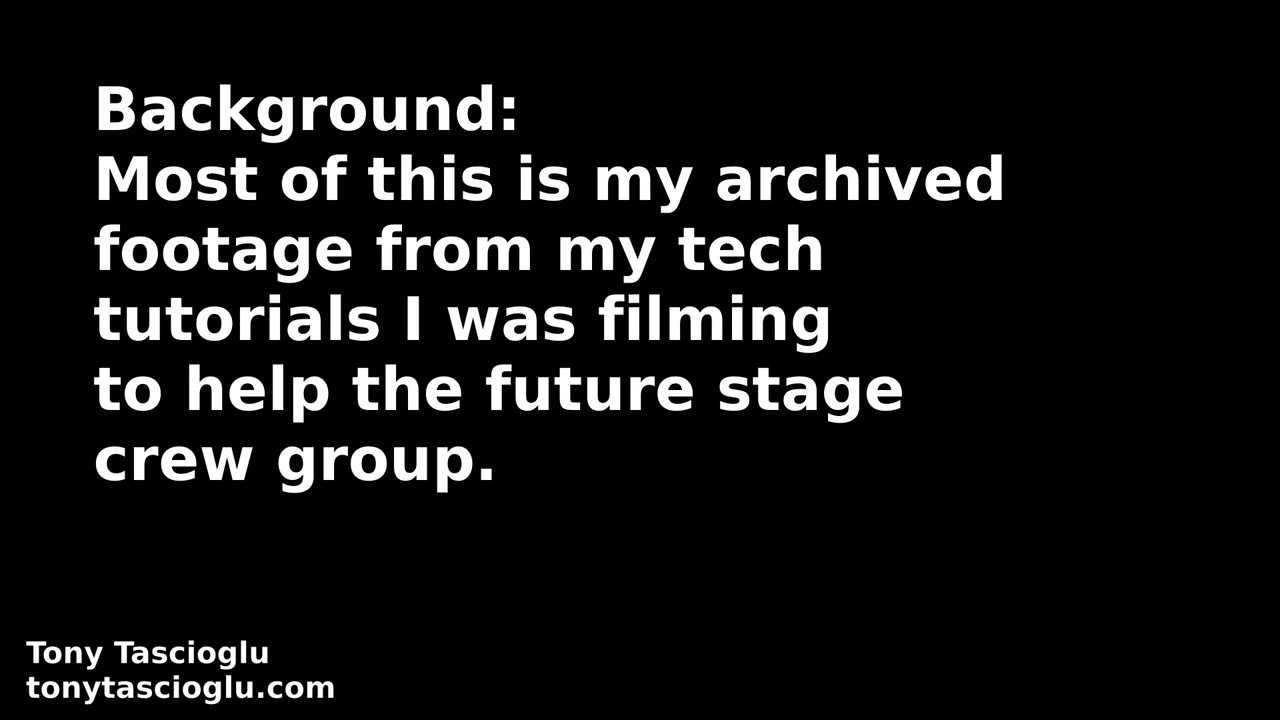 Background:
Most of this is my archived
footage from my tech
tutorials I was filming
to help the future stage
crew group.
Tony Tascioglu
tonytascioglu.com